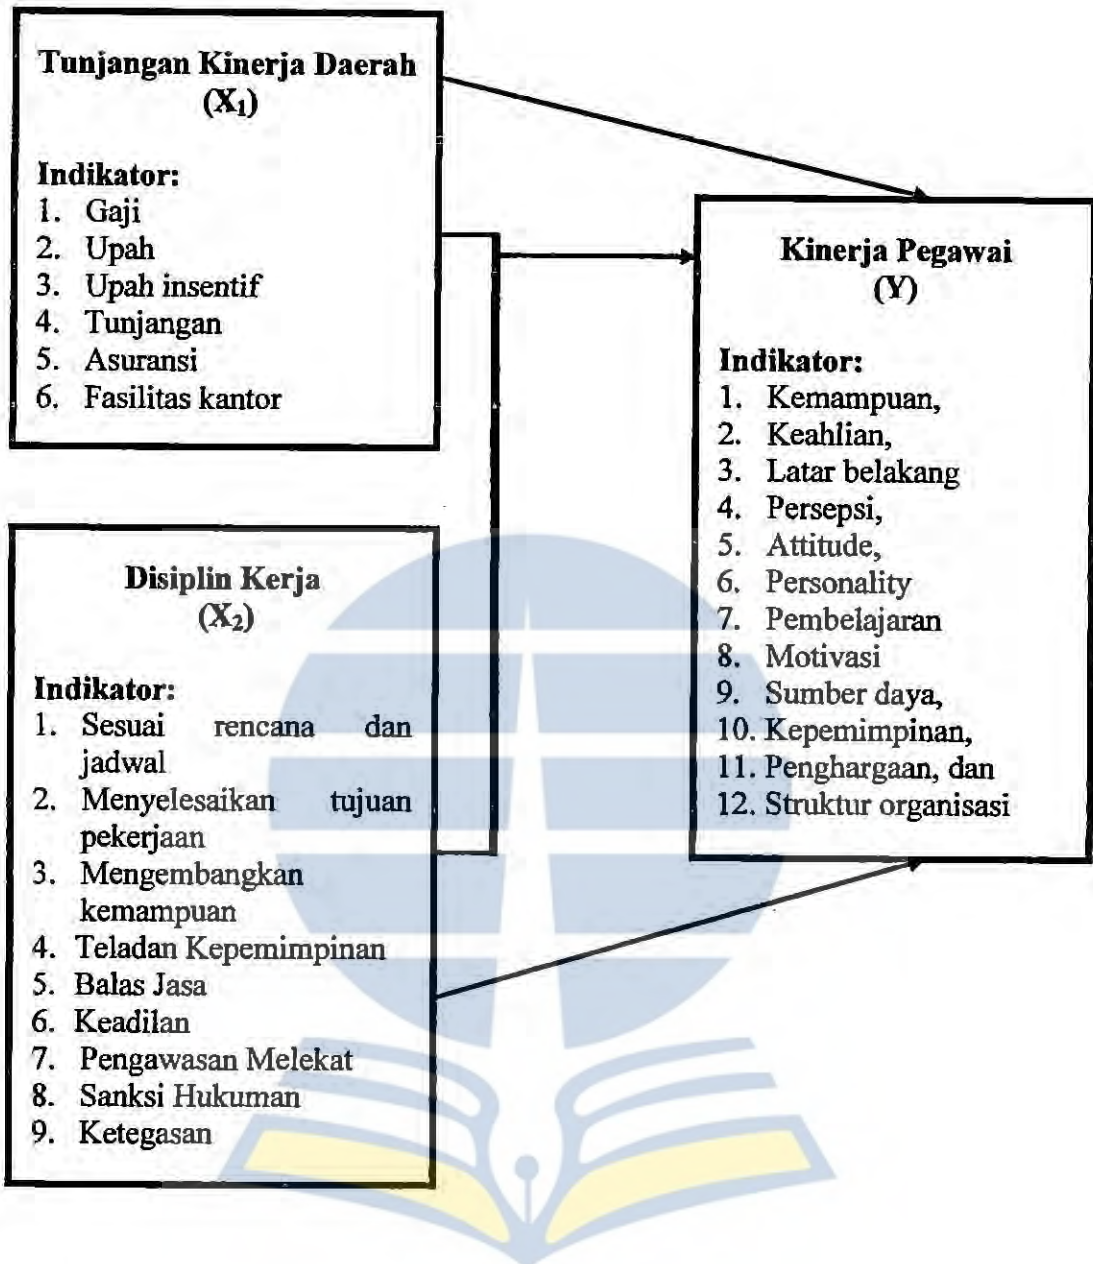 Tunjangan Kinerja Daerah
(X₁)
Indikator:
1. Gaji
2. Upah
3. Upah insentif
4. Tunjangan
5. Asuransi
6. Fasilitas kantor
Disiplin Kerja
(X₂)
Indikator:
1. Sesuai rencana dan
jadwal
2. Menyelesaikan tujuan
pekerjaan
3. Mengembangkan
kemampuan
4. Teladan Kepemimpinan
5. Balas Jasa
6. Keadilan
7. Pengawasan Melekat
8. Sanksi Hukuman
9. Ketegasan
Kinerja Pegawai
(Y)
Indikator:
1. Kemampuan,
2. Keahlian,
3. Latar belakang
4. Persepsi,
5. Attitude,
6. Personality
7. Pembelajaran
8. Motivasi
9. Sumber daya,
10. Kepemimpinan,
11. Penghargaan, dan
12. Struktur organisasi